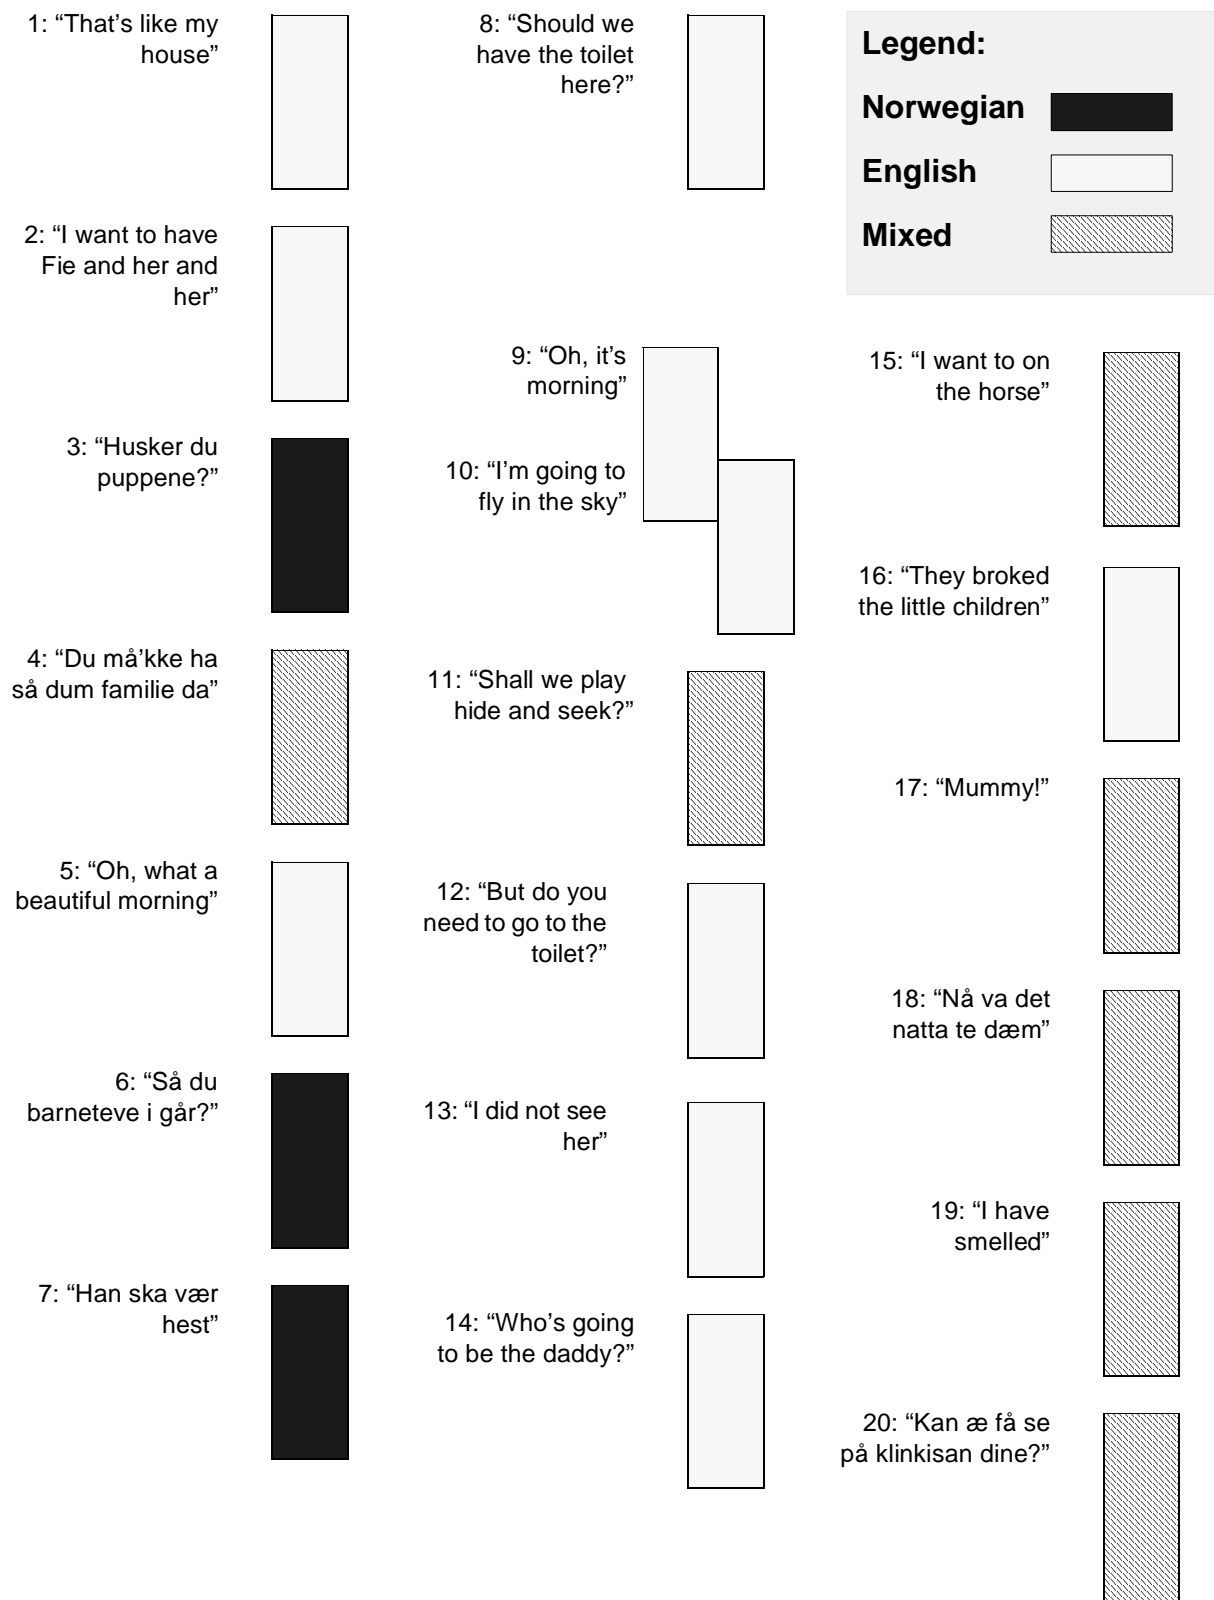 1: “That’s like my
house”
2: “I want to have
Fie and her and
her”
3: “Husker du
puppene?”
4: “Du må’kke ha
så dum familie da”
5: “Oh, what a
beautiful morning”
6: “Så du
barneteve i går?”
7: “Han ska vær
hest”
8: “Should we
have the toilet
here?”
9: “Oh, it’s
morning”
10: “I’m going to
fly in the sky”
11: “Shall we play
hide and seek?”
12: “But do you
need to go to the
toilet?”
13: “I did not see
her”
14: “Who’s going
to be the daddy?”
Legend:
Norwegian
English
Mixed
15: “I want to on
the horse”
16: “They broked
the little children”
17: “Mummy!”
18: “Nå va det
natta te dæm”
19: “I have
smelled”
20: “Kan æ få se
på klinkisan dine?”